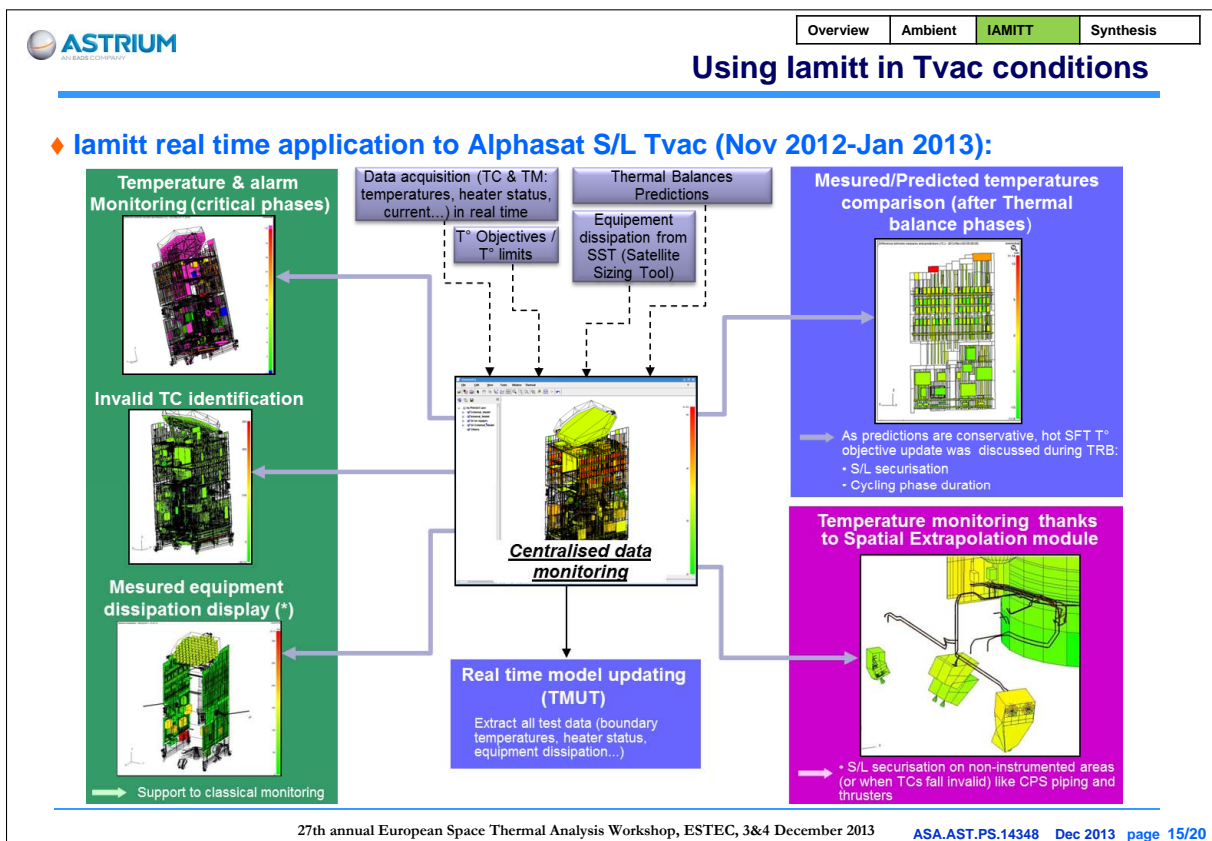 ASTRIUM
AN EADS COMPANY
Overview Ambient IAMITT Synthesis
Using Iamitt in Tvac conditions
♦ Iamitt real time application to Alphasat S/L Tvac (Nov 2012-Jan 2013):
Temperature & alarm
Monitoring (critical phases)
Invalid TC identification
Mesured equipment
dissipation display (*)
Support to classical monitoring
Data acquisition (TC & TM:
temperatures, heater status,
current...) in real time
T° Objectives /
T° limits
Thermal Balances
Predictions
Equipement
dissipation from
SST (Satellite
Sizing Tool)
Centralised data
monitoring
Real time model updating
(TMUT)
Extract all test data (boundary
temperatures, heater status,
equipment dissipation...)
Mesured/Predicted temperatures
comparison (after Thermal
balance phases)
As predictions are conservative, hot SFT T°
objective update was discussed during TRB:
• S/L securisation
- Cycling phase duration
Temperature monitoring thanks
to Spatial Extrapolation module
• S/L securisation on non-instrumented areas
(or when TCs fall invalid) like CPS piping and
thrusters
27th annual European Space Thermal Analysis Workshop, ESTEC, 3&4 December 2013
ASA.AST.PS.14348 Dec 2013 page 15/20